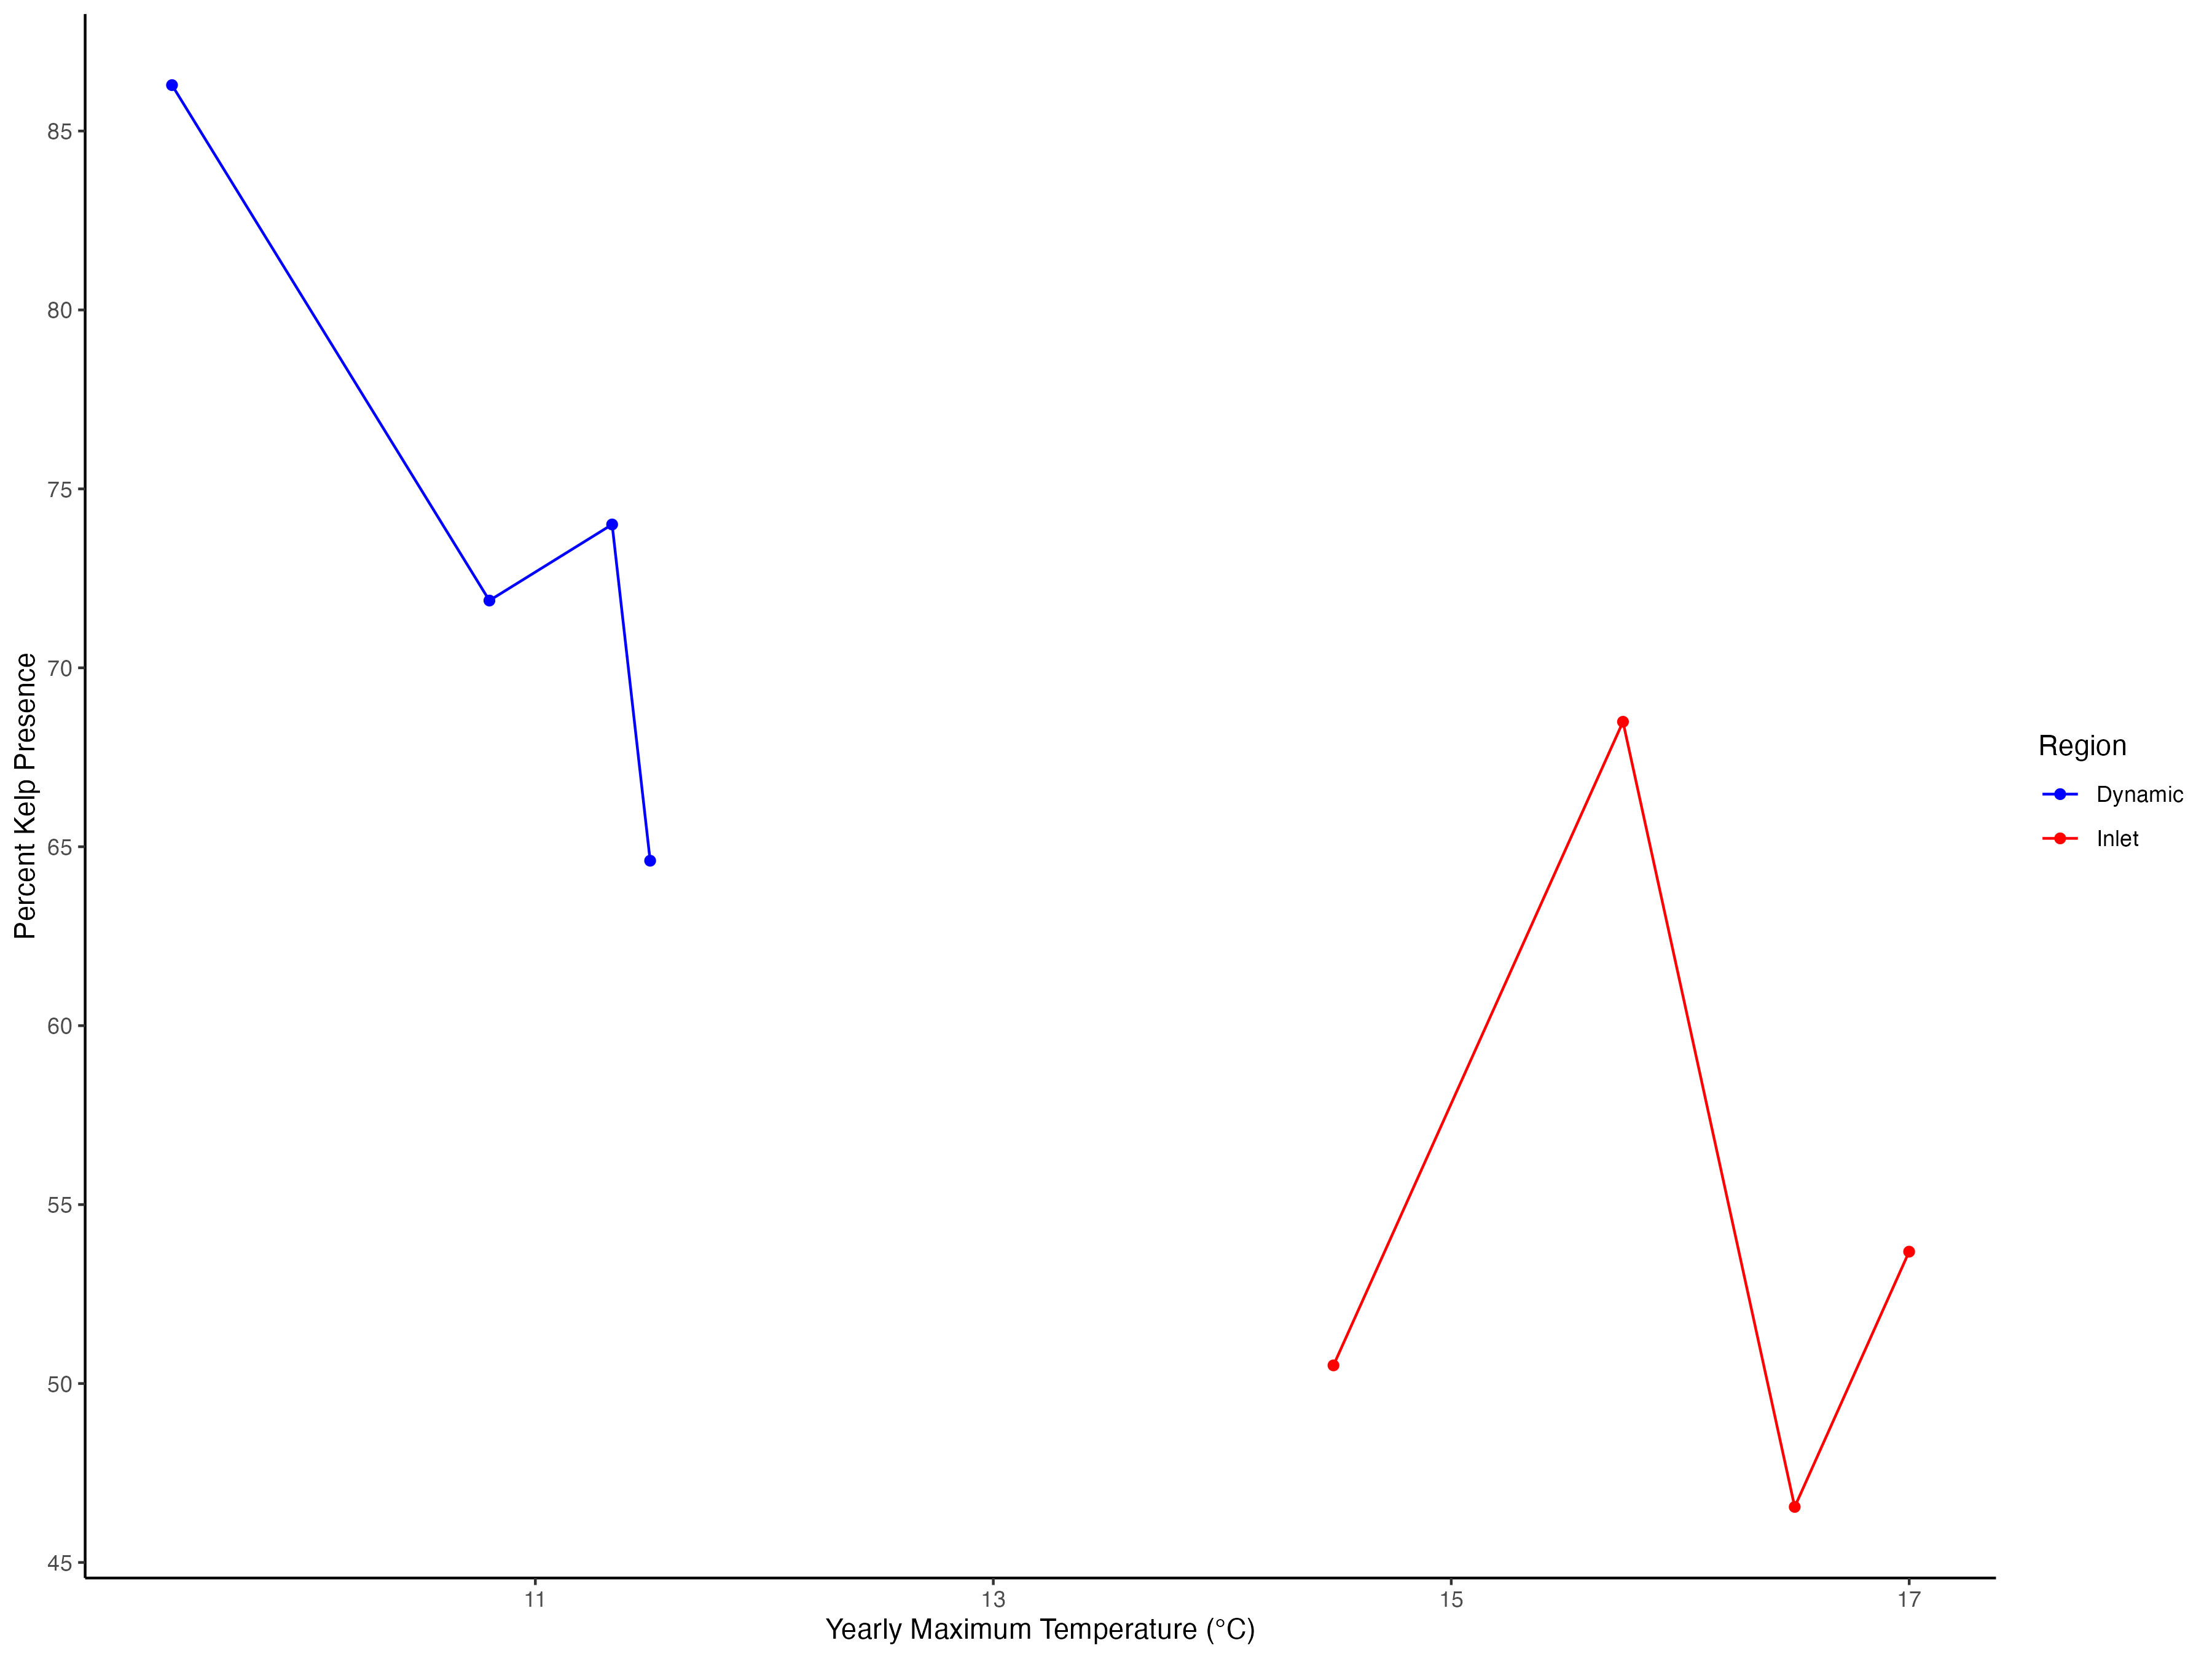 Percent Kelp Presence
85
80
75
70
65
60
55
50
45
11 13 15 17
Yearly Maximum Temperature (°C)
Region
Dynamic
Inlet